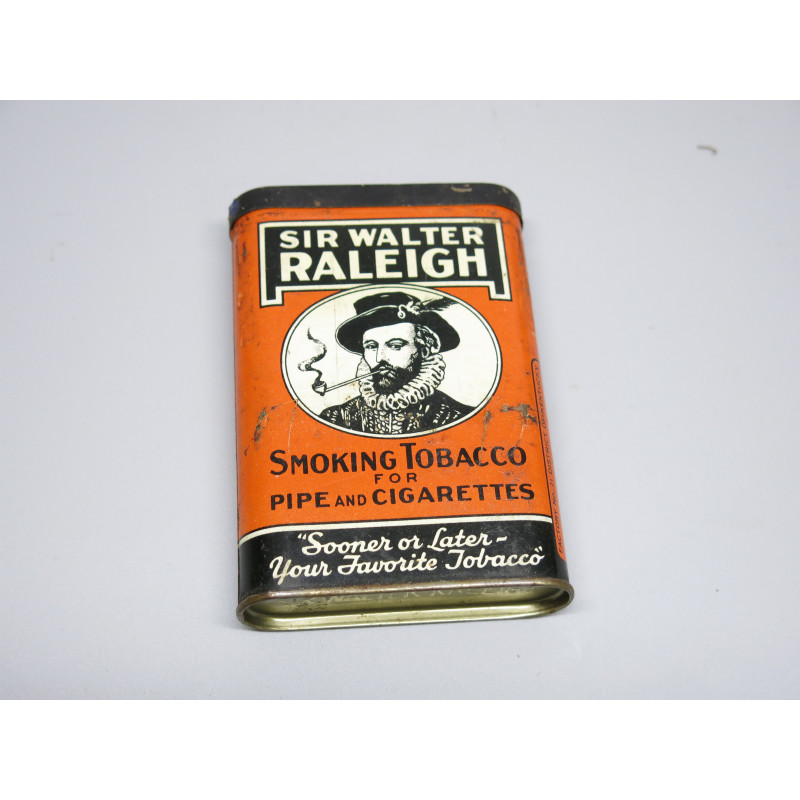 SIR WALTER
RALEIGH
SMOKING TOBACCO
FOR
PIPE AND CIGARETTES
"Sooner or Later-
Your Favorite Tobacco"